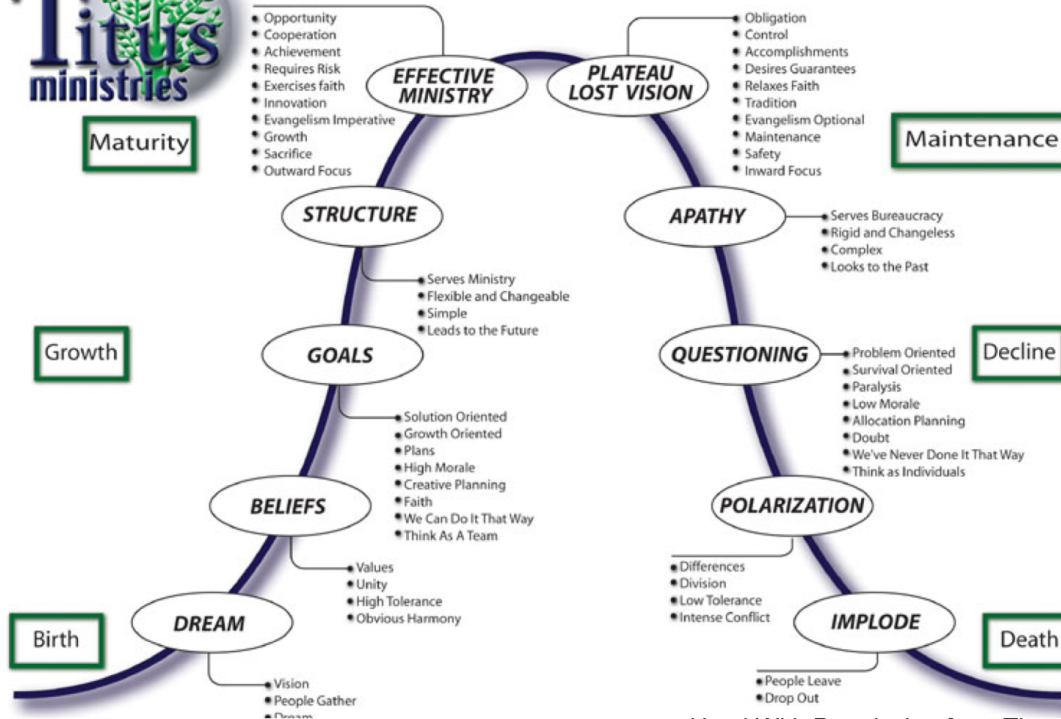 Titus
ministries
Opportunity
Cooperation
Achievement
Requires Risk
Exercises faith
Innovation
Evangelism Imperative
Growth
Sacrifice
Outward Focus
EFFECTIVE
MINISTRY
PLATEAU
LOST VISION
Obligation
Control
Accomplishments
Desires Guarantees
Relaxes Faith
Tradition
Evangelism Optional
Maintenance
Safety
Inward Focus
Maturity
Maintenance
STRUCTURE
Serves Ministry
Flexible and Changeable
Simple
Leads to the Future
APATHY
Serves Bureaucracy
Rigid and Changeless
Complex
Looks to the Past
Growth
GOALS
Solution Oriented
Growth Oriented
Plans
High Morale
Creative Planning
Faith
We Can Do It That Way
Think As A Team
QUESTIONING
Problem Oriented
Survival Oriented
Paralysis
Low Morale
Allocation Planning
Doubt
We've Never Done It That Way
Think as Individuals
Decline
BELIEFS
Values
Unity
High Tolerance
Obvious Harmony
POLARIZATION
Differences
Division
Low Tolerance
Intense Conflict
Birth
DREAM
Vision
People Gather
Dream
IMPLODE
People Leave
Drop Out
Death